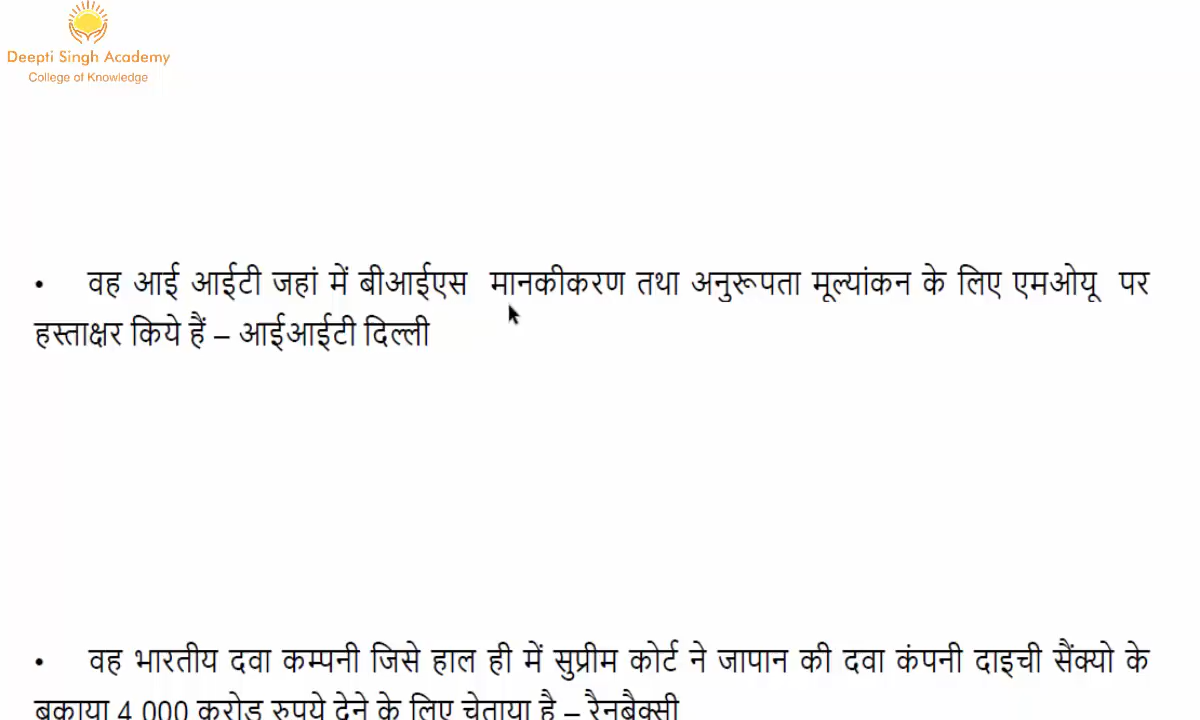 Deepti Singh Academy
College of Knowledge
• वह आई आईटी जहां में बीआईएस मानकीकरण तथा अनुरूपता मूल्यांकन के लिए एमओयू पर
हस्ताक्षर किये हैं – आईआईटी दिल्ली
• वह भारतीय दवा कम्पनी जिसे हाल ही में सुप्रीम कोर्ट ने जापान की दवा कंपनी दाइची सैंक्यो के
बकाया 4,000 करोड़ रुपये देने के लिए चेताया है – रैनबैक्सी